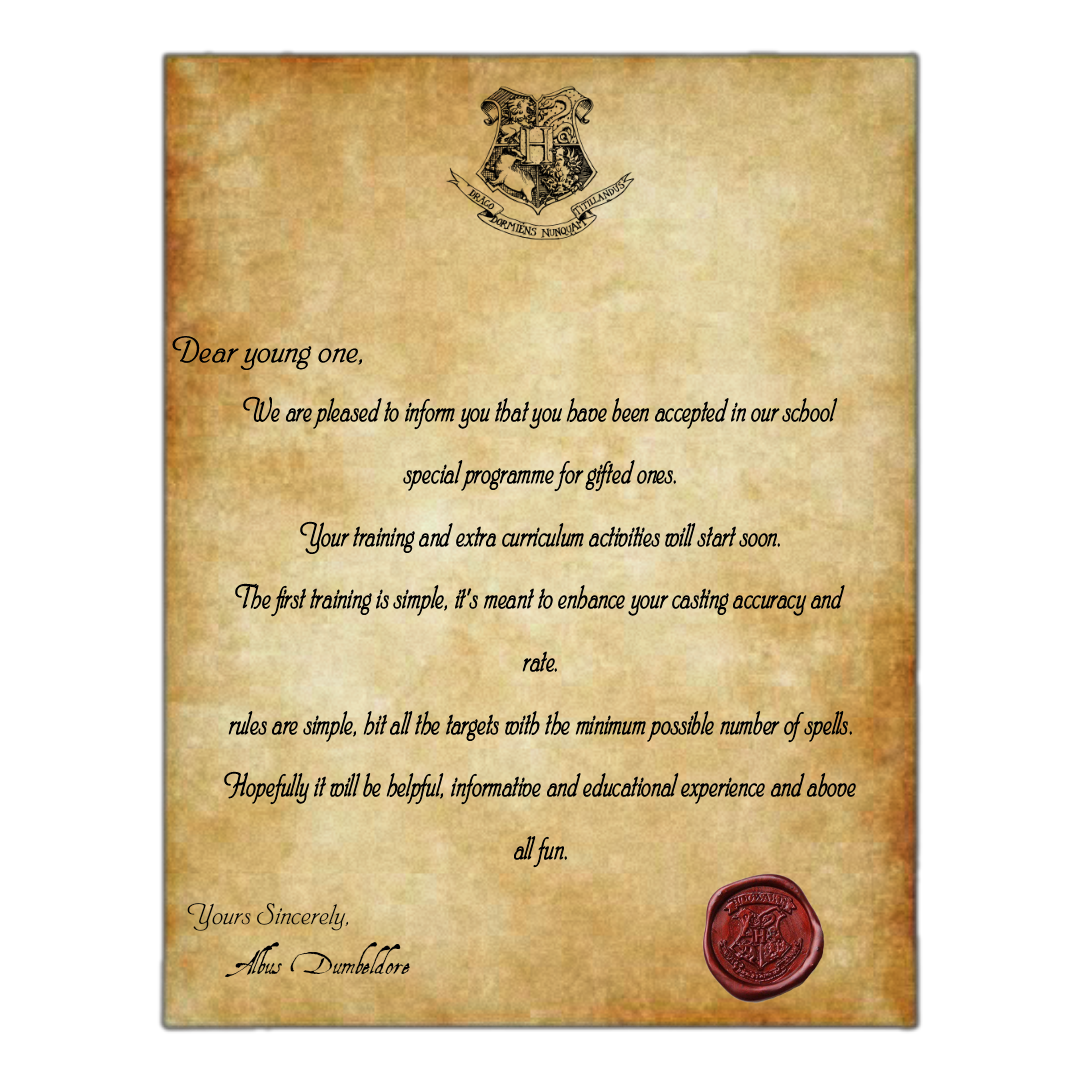 H
DRACO DORMIENS NUNQUAM TITILLANDUS
Dear young one,
We are pleased to inform you that you have been accepted in our school
special programme for gifted ones.
Your training and extra curriculum activities will start soon.
The first training is simple, it's meant to enhance your casting accuracy and
rate.
rules are simple, hit all the targets with the minimum possible number of spells.
Hopefully it will be helpful, informative and educational experience and above
all fun.
Yours Sincerely,
Albus Dumbeldore
HOGWARTS
H